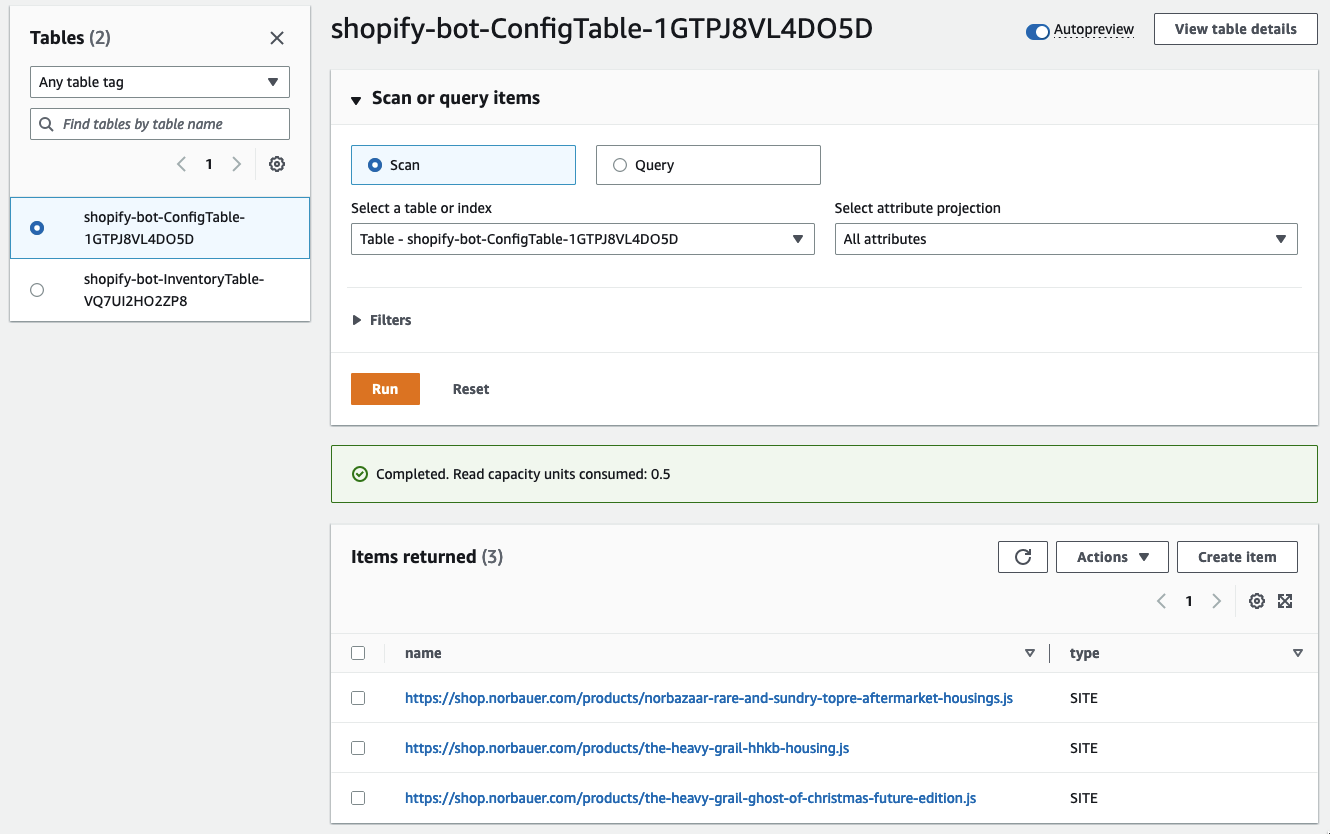 Tables (2)
Any table tag
Find tables by table name
1
shopify-bot-ConfigTable-
1GTPJ8VL4DO5D
shopify-bot-InventoryTable-
VQ7UI2HO2ZP8
shopify-bot-ConfigTable-1GTPJ8VL4DO5D
Autopreview
View table details
Scan or query items
Scan
Query
Select a table or index
Select attribute projection
Table - shopify-bot-ConfigTable-1GTPJ8VL4DO5D
All attributes
Filters
Run
Reset
Completed. Read capacity units consumed: 0.5
Items returned (3)
Actions
Create item
1
name
type
https://shop.norbauer.com/products/norbazaar-rare-and-sundry-topre-aftermarket-housings.js
SITE
https://shop.norbauer.com/products/the-heavy-grail-hhkb-housing.js
SITE
https://shop.norbauer.com/products/the-heavy-grail-ghost-of-christmas-future-edition.js
SITE